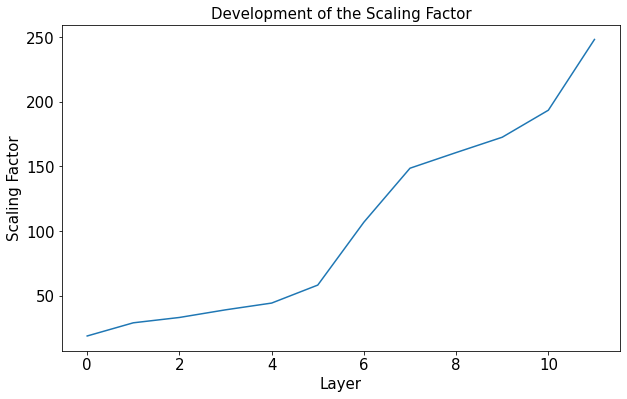 Development of the Scaling Factor
250
200
150
100
50
Scaling Factor
0 2 4 6 8 10
Layer